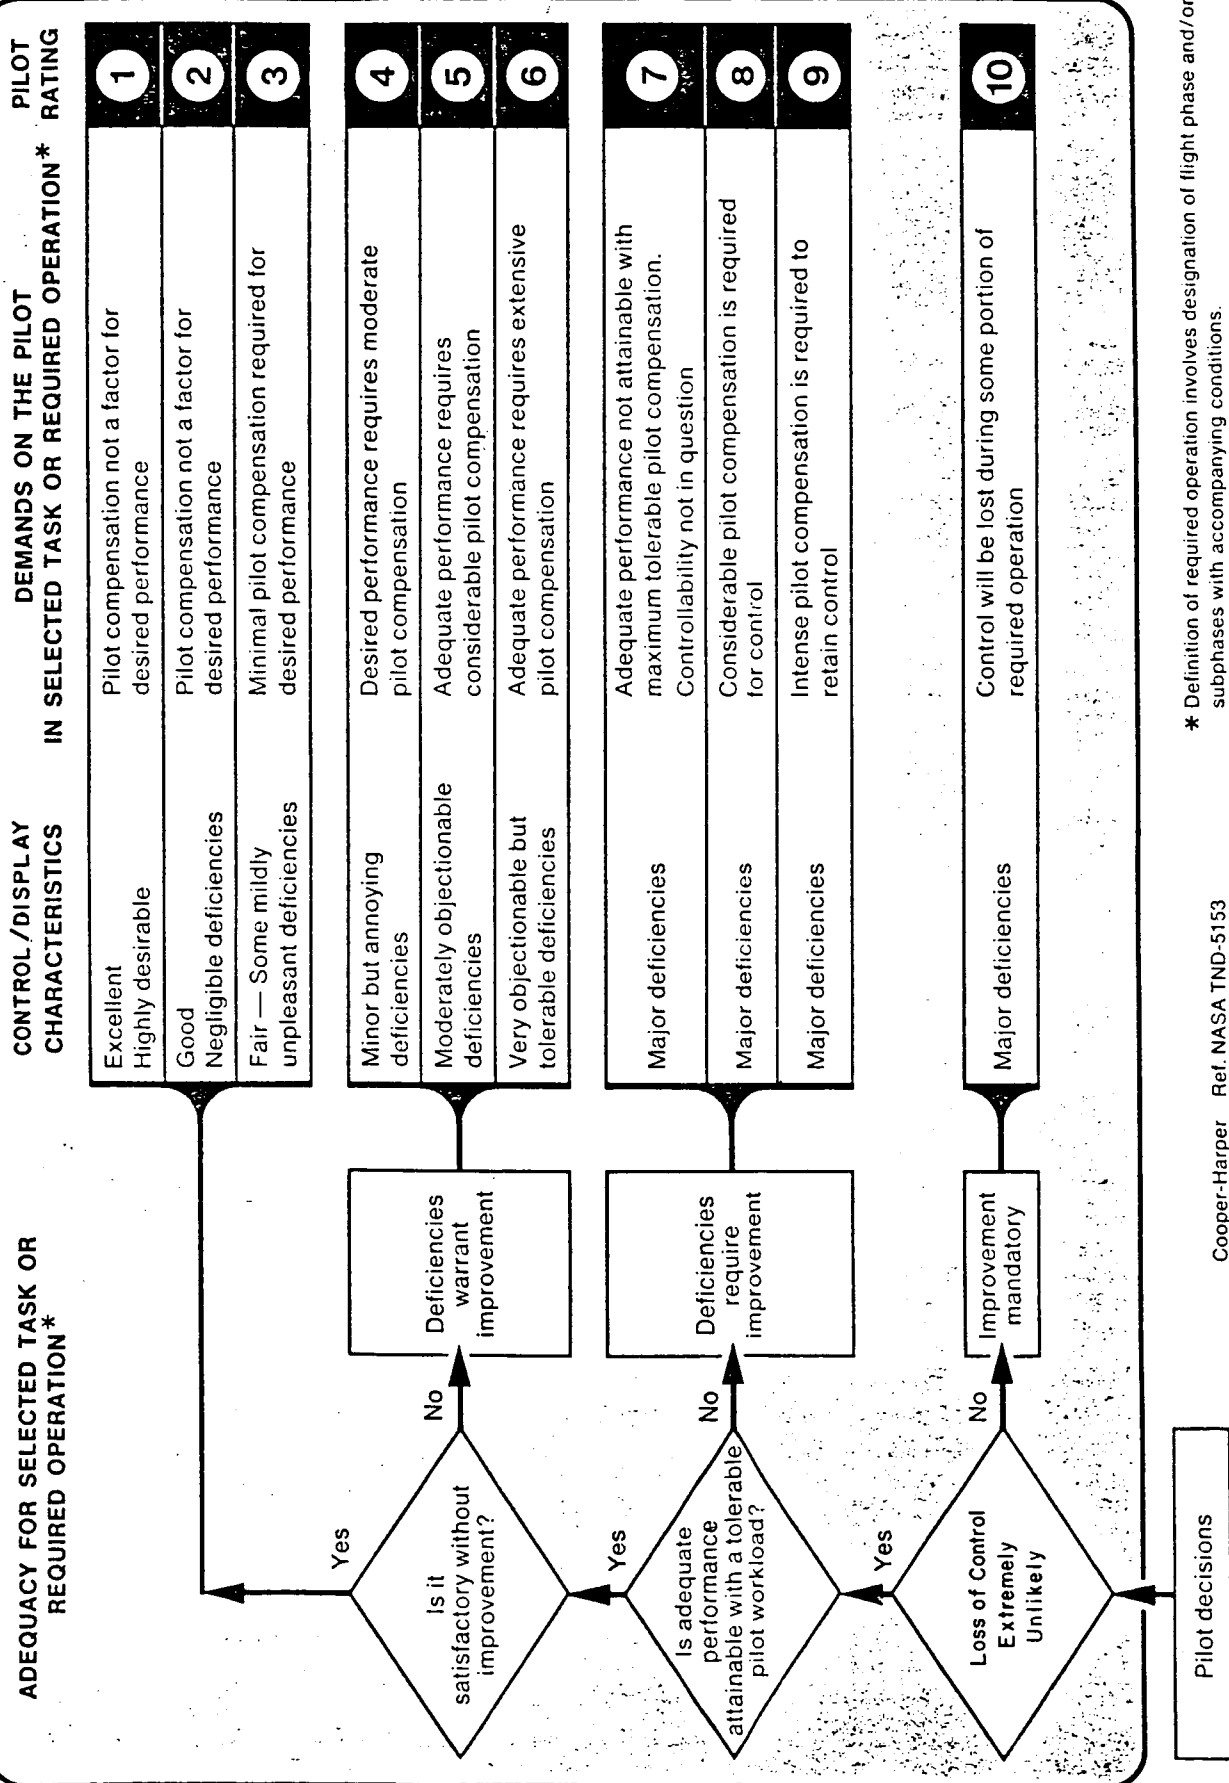 ADEQUACY FOR SELECTED TASK OR
REQUIRED OPERATION*
CONTROL/DISPLAY
CHARACTERISTICS
DEMANDS ON THE PILOT
IN SELECTED TASK OR REQUIRED OPERATION*
PILOT
RATING
Excellent
Highly desirable
Pilot compensation not a factor for
desired performance
1
Good
Negligible deficiencies
Pilot compensation not a factor for
desired performance
2
Fair — Some mildly
unpleasant deficiencies
Minimal pilot compensation required for
desired performance
3
Yes
Is it
satisfactory without
improvement?
No
Deficiencies
warrant
improvement
Minor but annoying
deficiencies
Desired performance requires moderate
pilot compensation
4
Moderately objectionable
deficiencies
Adequate performance requires
considerable pilot compensation
5
Very objectionable but
tolerable deficiencies
Adequate performance requires extensive
pilot compensation
6
Yes
Is adequate
performance
attainable with a tolerable
pilot workload?
No
Deficiencies
require
improvement
Major deficiencies
Adequate performance not attainable with
maximum tolerable pilot compensation.
Controllability not in question
7
Major deficiencies
Considerable pilot compensation is required
for control
8
Major deficiencies
Intense pilot compensation is required to
retain control
9
Yes
Loss of Control
Extremely
Unlikely
No
Improvement
mandatory
Major deficiencies
Control will be lost during some portion of
required operation
10
Pilot decisions
Cooper-Harper Ref. NASA TND-5153
* Definition of required operation involves designation of flight phase and/or
subphases with accompanying conditions.